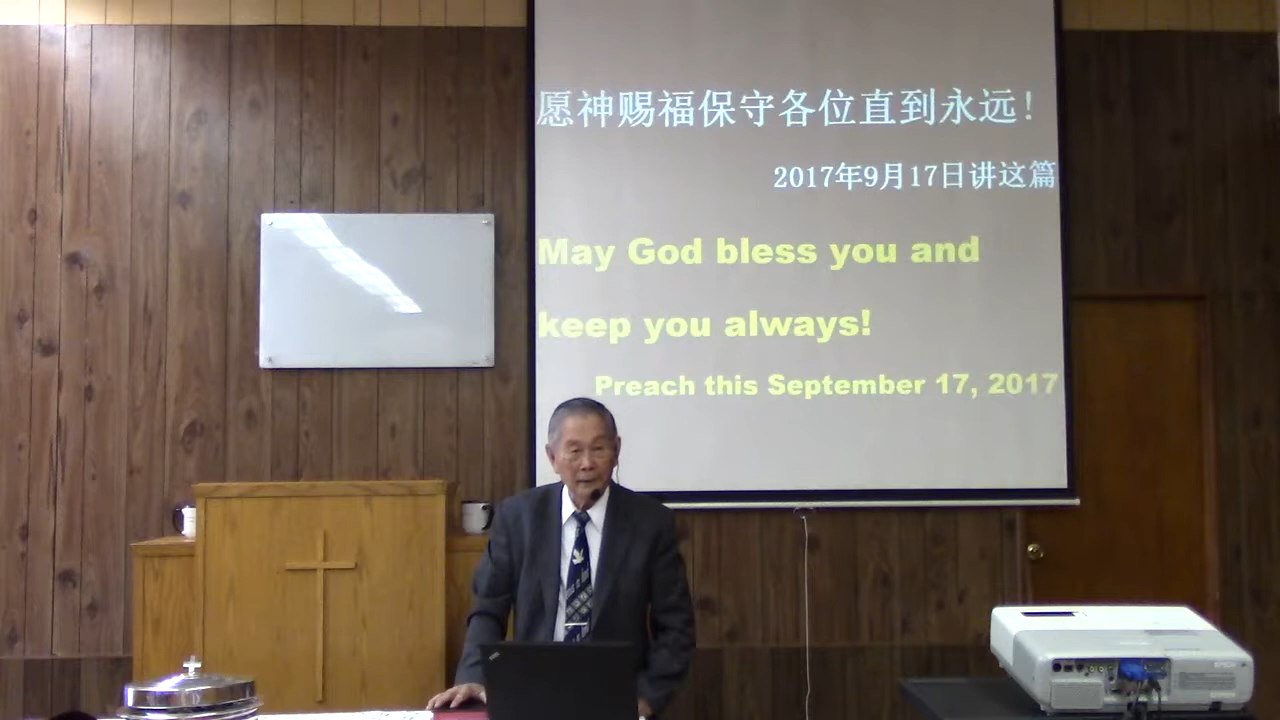 愿神赐福保守各位直到永远!
2017年9月17日讲这篇
May God bless you and
keep you always!
Preach this September 17, 2017
EPSON